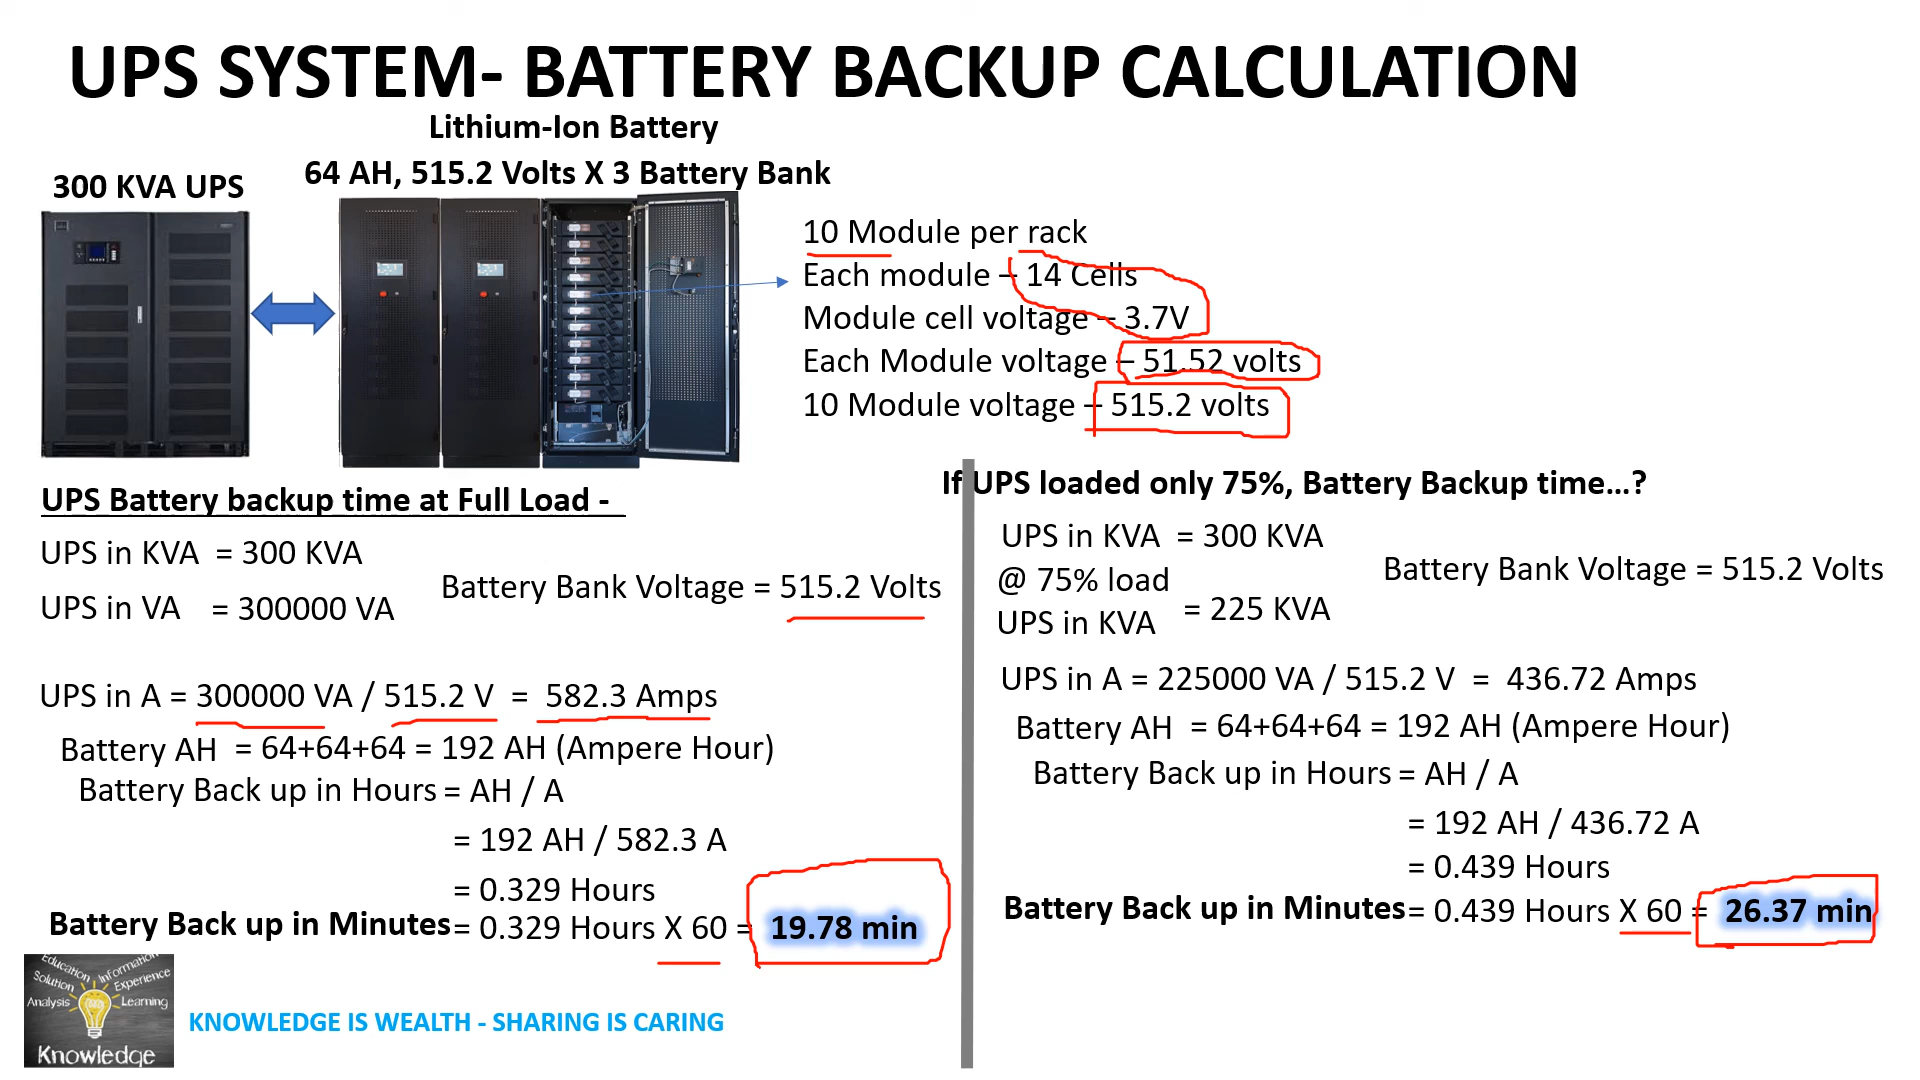 UPS SYSTEM- BATTERY BACKUP CALCULATION
Lithium-Ion Battery
64 AH, 515.2 Volts X 3 Battery Bank
300 KVA UPS
10 Module per rack
Each module – 14 Cells
Module cell voltage – 3.7V
Each Module voltage – 51.52 volts
10 Module voltage – 515.2 volts
UPS Battery backup time at Full Load -
UPS in KVA = 300 KVA
UPS in VA = 300000 VA
Battery Bank Voltage = 515.2 Volts
UPS in A = 300000 VA / 515.2 V = 582.3 Amps
Battery AH = 64+64+64 = 192 AH (Ampere Hour)
Battery Back up in Hours = AH / A
= 192 AH / 582.3 A
= 0.329 Hours
Battery Back up in Minutes = 0.329 Hours X 60 = 19.78 min
If UPS loaded only 75%, Battery Backup time...?
UPS in KVA = 300 KVA
@ 75% load
UPS in KVA = 225 KVA
Battery Bank Voltage = 515.2 Volts
UPS in A = 225000 VA / 515.2 V = 436.72 Amps
Battery AH = 64+64+64 = 192 AH (Ampere Hour)
Battery Back up in Hours = AH / A
= 192 AH / 436.72 A
= 0.439 Hours
Battery Back up in Minutes = 0.439 Hours X 60 = 26.37 min
Education Information
Solution Experience
Analysis Learning
Knowledge
KNOWLEDGE IS WEALTH - SHARING IS CARING